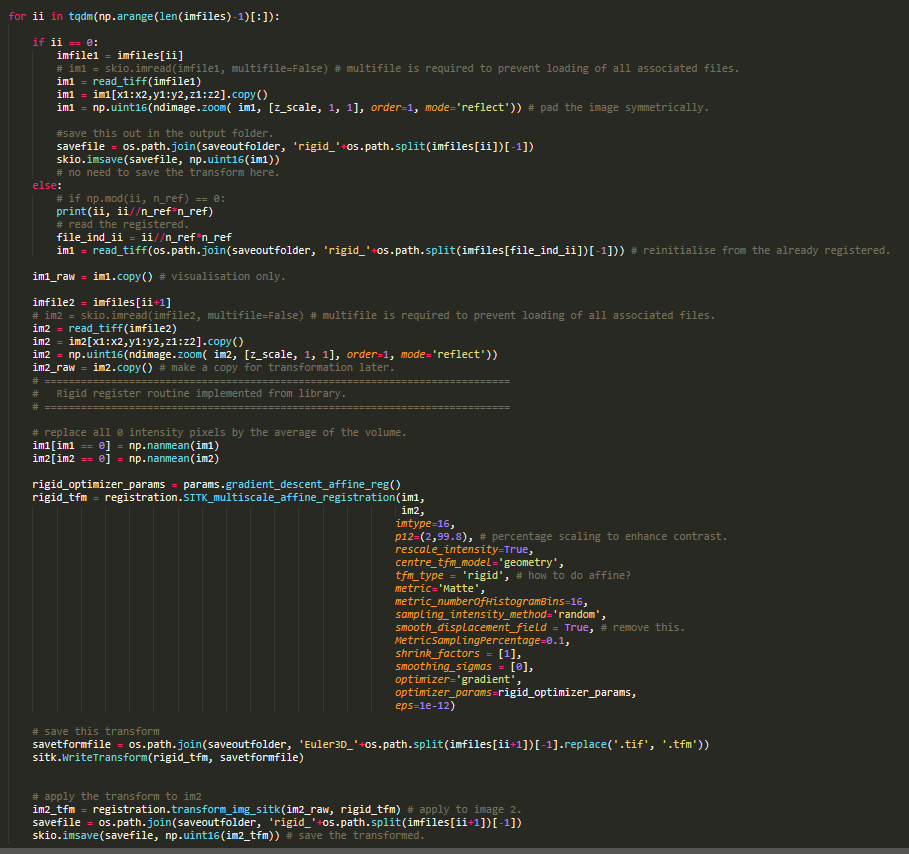 for ii in tqdm(np.arange(len(imfiles)-1)[:]):
if ii == 0:
imfile1 = imfiles[ii]
# im1 = skio.imread(imfile1, multifile=False) # multifile is required to prevent loading of all associated files.
im1 = read_tiff(imfile1)
im1 = im1[x1:x2,y1:y2,z1:z2].copy()
im1 = np.uint16(ndimage.zoom( im1, [z_scale, 1, 1], order=1, mode='reflect')) # pad the image symmetrically.
#save this out in the output folder.
savefile = os.path.join(saveoutfolder, 'rigid_'+os.path.split(imfiles[ii])[-1])
skio.imsave(savefile, np.uint16(im1))
# no need to save the transform here.
else:
# if np.mod(ii, n_ref) == 0:
print(ii, ii//n_ref*n_ref)
# read the registered.
file_ind_ii = ii//n_ref*n_ref
im1 = read_tiff(os.path.join(saveoutfolder, 'rigid_'+os.path.split(imfiles[file_ind_ii])[-1])) # reinitialise from the already registered.
im1_raw = im1.copy() # visualisation only.
imfile2 = imfiles[ii+1]
# im2 = skio.imread(imfile2, multifile=False) # multifile is required to prevent loading of all associated files.
im2 = read_tiff(imfile2)
im2 = im2[x1:x2,y1:y2,z1:z2].copy()
im2 = np.uint16(ndimage.zoom( im2, [z_scale, 1, 1], order=1, mode='reflect'))
im2_raw = im2.copy() # make a copy for transformation later.
# =============================================================================
#   Rigid register routine implemented from library.
# =============================================================================
# replace all 0 intensity pixels by the average of the volume.
im1[im1 == 0] = np.nanmean(im1)
im2[im2 == 0] = np.nanmean(im2)
rigid_optimizer_params = params.gradient_descent_affine_reg()
rigid_tfm = registration.SITK_multiscale_affine_registration(im1,
im2,
imtype=16,
p12=(2,99.8), # percentage scaling to enhance contrast.
rescale_intensity=True,
centre_tfm_model='geometry',
tfm_type = 'rigid', # how to do affine?
metric='Matte',
metric_numberOfHistogramBins=16,
sampling_intensity_method='random',
smooth_displacement_field = True, # remove this.
MetricSamplingPercentage=0.1,
shrink_factors = [1],
smoothing_sigmas = [0],
optimizer='gradient',
optimizer_params=rigid_optimizer_params,
eps=1e-12)
# save this transform
savetformfile = os.path.join(saveoutfolder, 'Euler3D_'+os.path.split(imfiles[ii+1])[-1].replace('.tif', '.tfm'))
sitk.WriteTransform(rigid_tfm, savetformfile)
# apply the transform to im2
im2_tfm = registration.transform_img_sitk(im2_raw, rigid_tfm) # apply to image 2.
savefile = os.path.join(saveoutfolder, 'rigid_'+os.path.split(imfiles[ii+1])[-1])
skio.imsave(savefile, np.uint16(im2_tfm)) # save the transformed.